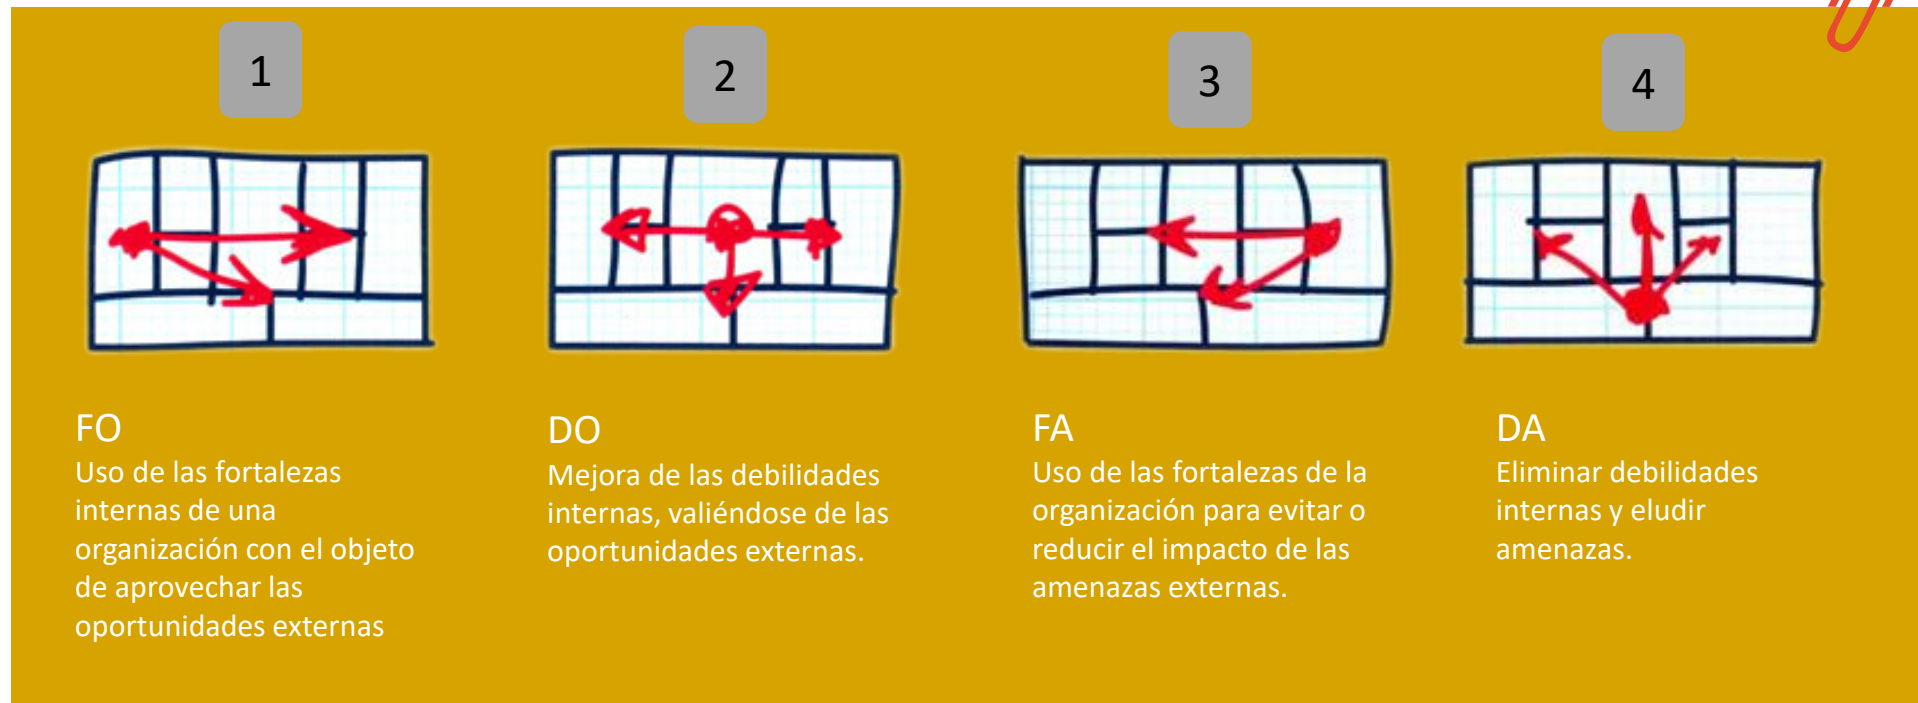 1
2
3
4
FO
Uso de las fortalezas
internas de una
organización con el objeto
de aprovechar las
oportunidades externas
DO
Mejora de las debilidades
internas, valiéndose de las
oportunidades externas.
FA
Uso de las fortalezas de la
organización para evitar o
reducir el impacto de las
amenazas externas.
DA
Eliminar debilidades
internas y eludir
amenazas.